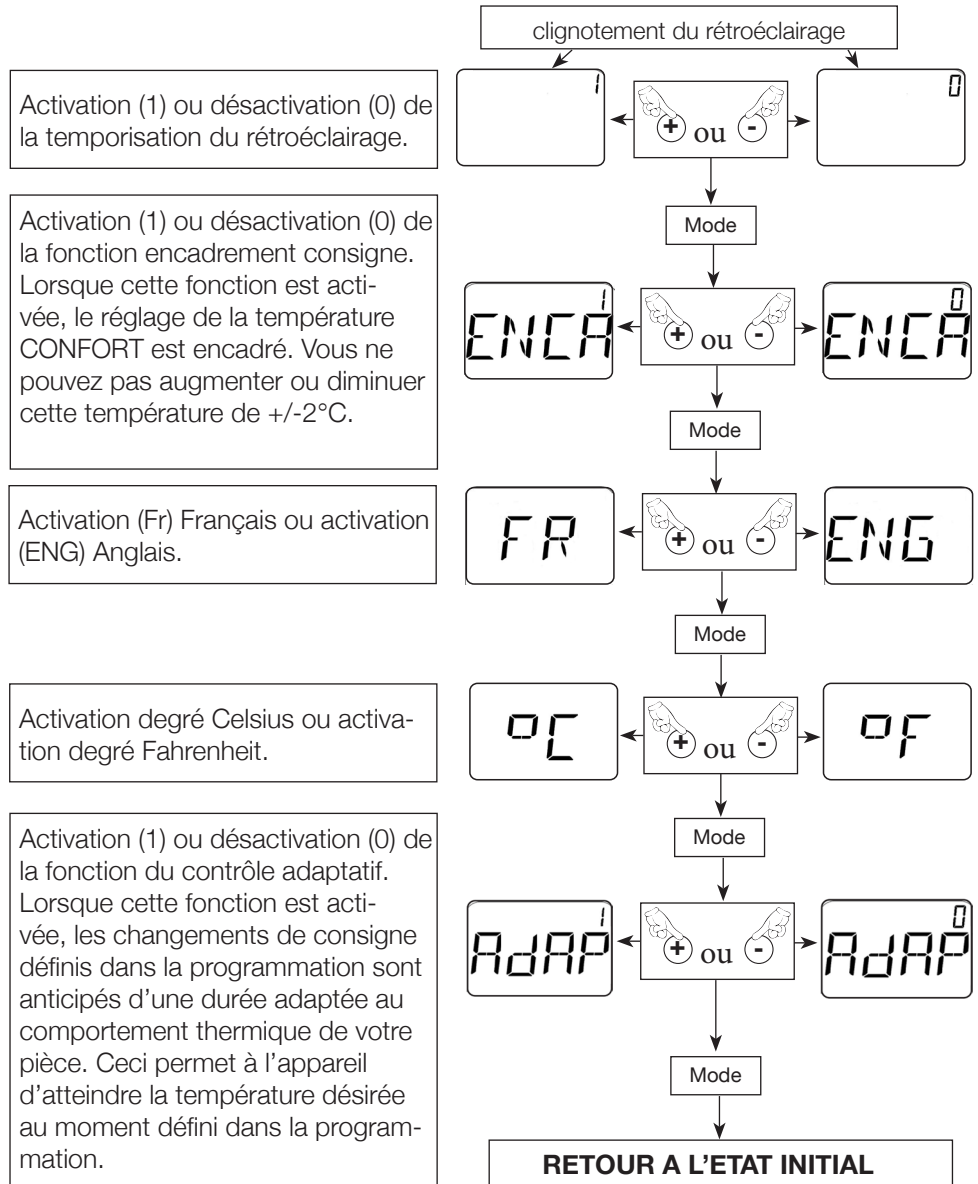 clignotement du rétroéclairage
Activation (1) ou désactivation (0) de
la temporisation du rétroéclairage.
1
+ ou -
0
Mode
Activation (1) ou désactivation (0) de
la fonction encadrement consigne.
Lorsque cette fonction est acti-
vée, le réglage de la température
CONFORT est encadré. Vous ne
pouvez pas augmenter ou diminuer
cette température de +/-2°C.
1
ENCA
+ ou -
0
ENCA
Mode
Activation (Fr) Français ou activation
(ENG) Anglais.
FR
+ ou -
ENG
Mode
Activation degré Celsius ou activa-
tion degré Fahrenheit.
°C
+ ou -
°F
Mode
Activation (1) ou désactivation (0) de
la fonction du contrôle adaptatif.
Lorsque cette fonction est acti-
vée, les changements de consigne
définis dans la programmation sont
anticipés d'une durée adaptée au
comportement thermique de votre
pièce. Ceci permet à l'appareil
d'atteindre la température désirée
au moment défini dans la program-
mation.
1
AdAP
+ ou -
0
AdAP
Mode
RETOUR A L'ETAT INITIAL